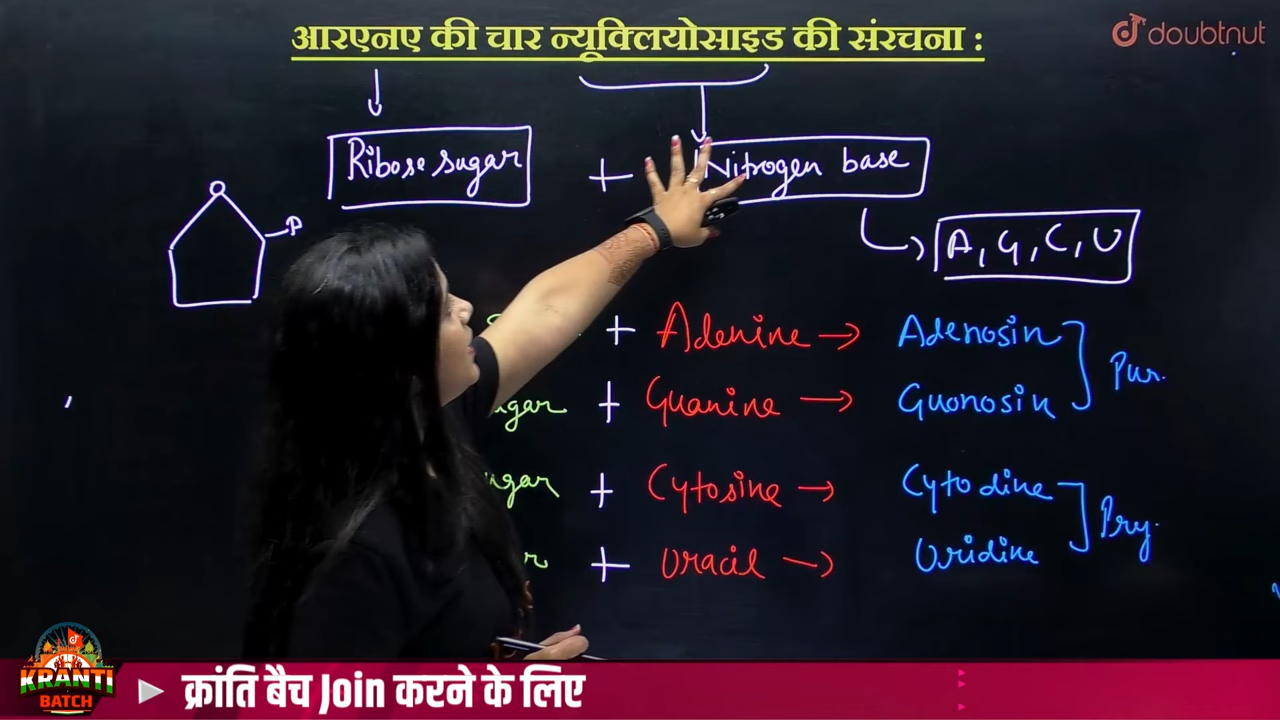 आरएनए की चार न्यूक्लियोसाइड की संरचना :
doubtnut
Ribose sugar + Nitrogen base
A, G, C, U
+ Adenine → Adenosin
Pur.
+ Guanine → Guonosin
+ Cytosine → Cytodine
Pry.
+ Uracil → Uridine
KRANTI
BATCH
क्रांति बैच Join करने के लिए